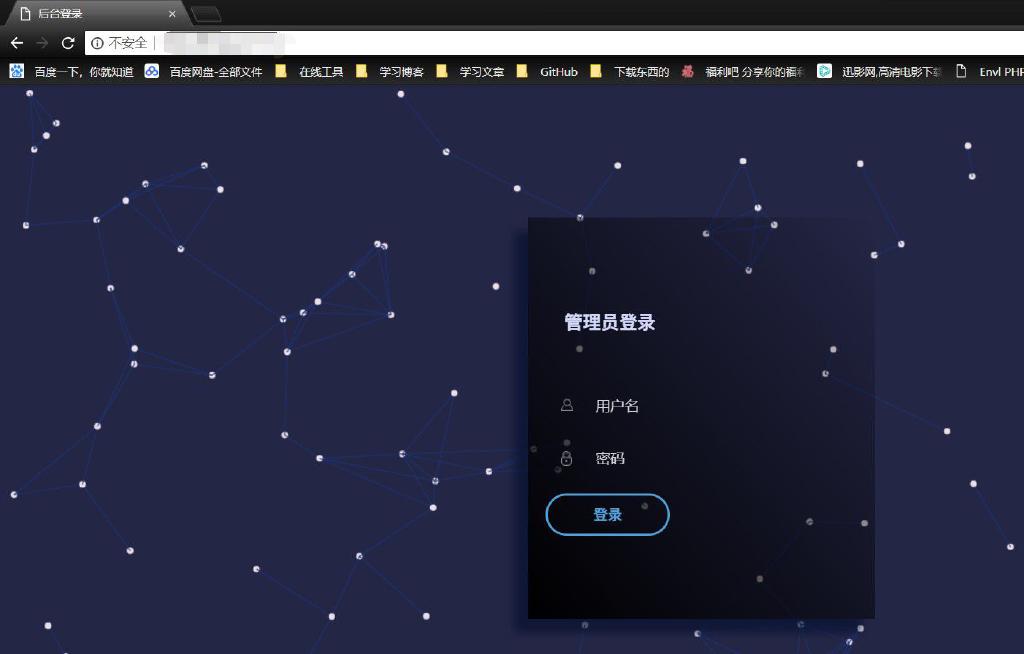 后台登录
不安全
百度一下，你就知道 百度网盘-全部文件 在线工具 学习博客 学习文章 GitHub 下载东西的 福利吧 分享你的福利 迅影网,高清电影下载 Envl PHP
管理员登录
用户名
密码
登录